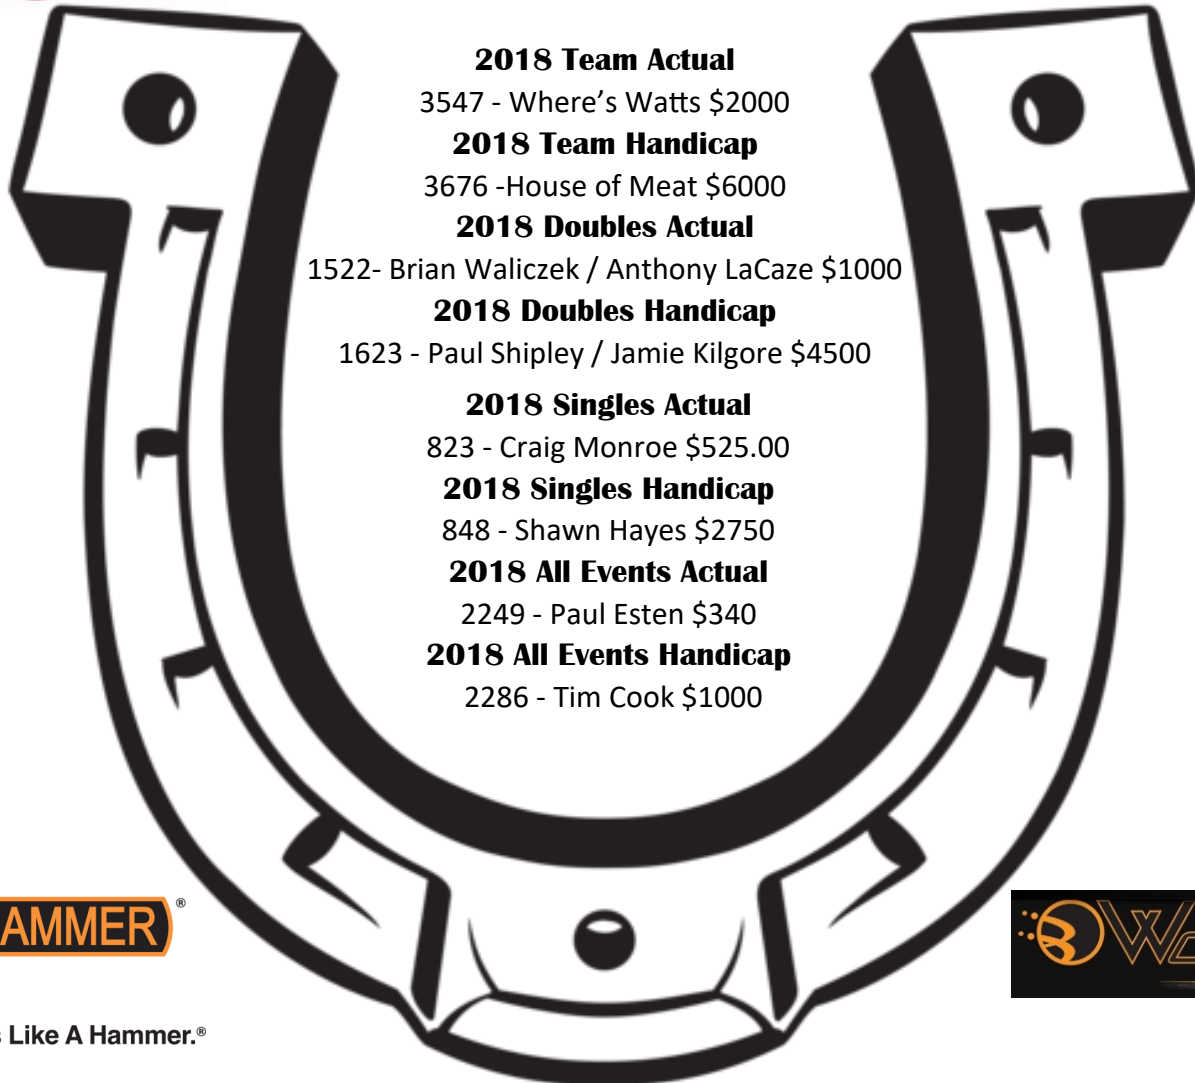 2018 Team Actual
3547 - Where's Watts $2000
2018 Team Handicap
3676 -House of Meat $6000
2018 Doubles Actual
1522- Brian Waliczek / Anthony LaCaze $1000
2018 Doubles Handicap
1623 - Paul Shipley / Jamie Kilgore $4500
2018 Singles Actual
823 - Craig Monroe $525.00
2018 Singles Handicap
848 - Shawn Hayes $2750
2018 All Events Actual
2249 - Paul Esten $340
2018 All Events Handicap
2286 - Tim Cook $1000
AMMER®
Like A Hammer.®